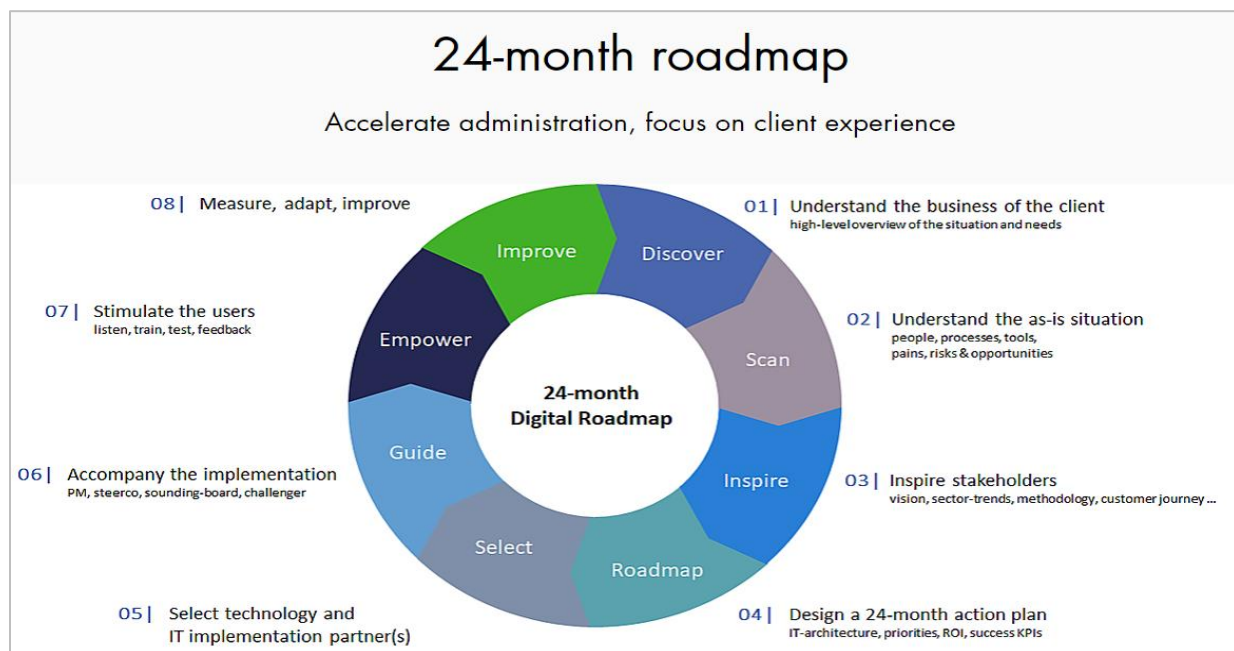 24-month roadmap
Accelerate administration, focus on client experience
01| Understand the business of the client
high-level overview of the situation and needs
02| Understand the as-is situation
people, processes, tools,
pains, risks & opportunities
03| Inspire stakeholders
vision, sector-trends, methodology, customer journey ...
04| Design a 24-month action plan
IT-architecture, priorities, ROI, success KPIs
05| Select technology and
IT implementation partner(s)
06| Accompany the implementation
PM, steerco, sounding-board, challenger
07| Stimulate the users
listen, train, test, feedback
08| Measure, adapt, improve
Discover
Scan
Inspire
Roadmap
Select
Guide
Empower
Improve
24-month
Digital Roadmap